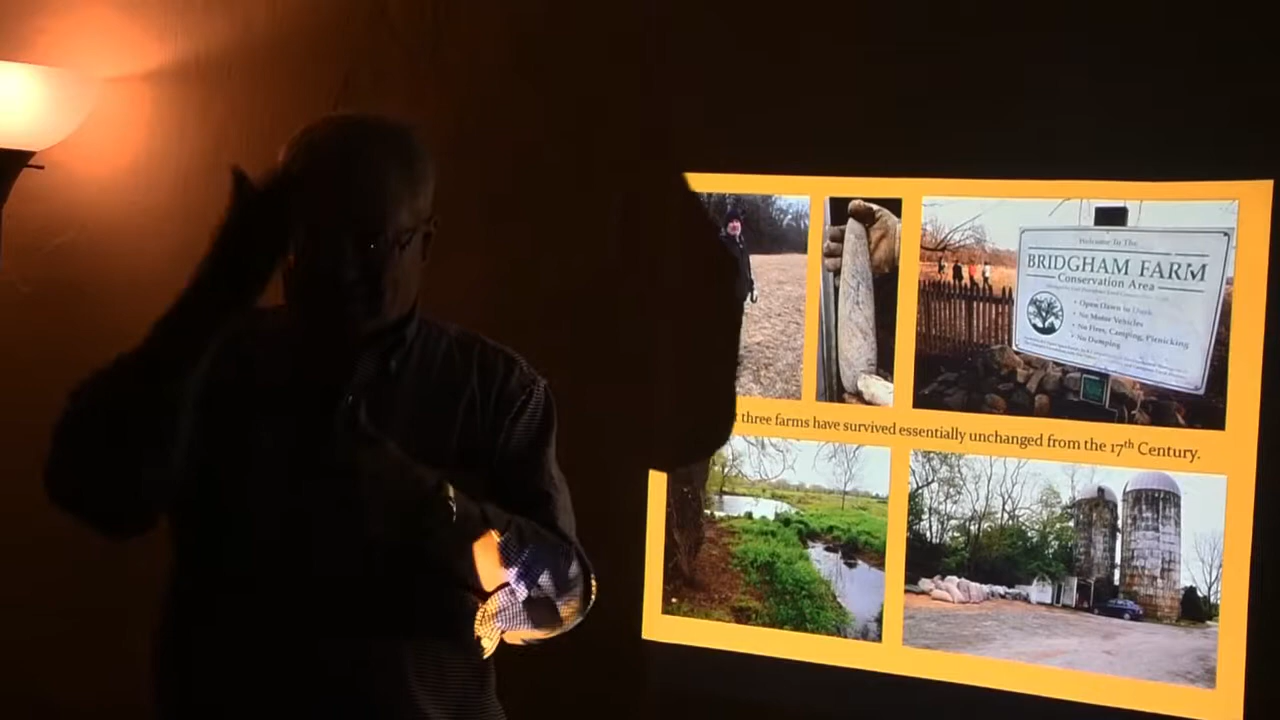 Welcome To The
BRIDGHAM FARM
Conservation Area
• Open Dawn to Dusk
• No Motor Vehicles
• No Fires, Camping, Picnicking
• No Dumping
three farms have survived essentially unchanged from the 17th Century.